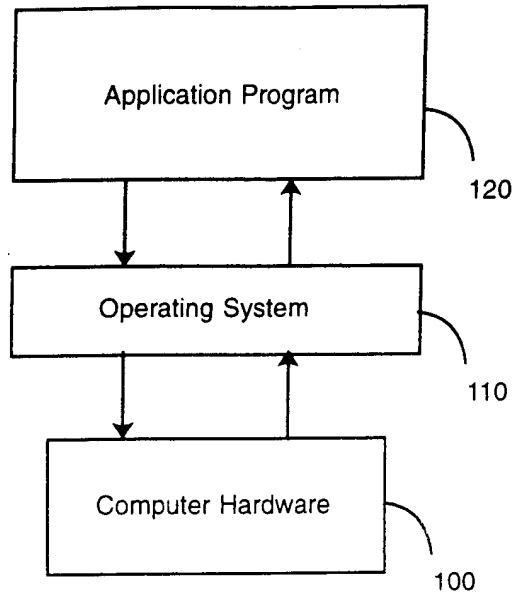 Application Program
120
Operating System
110
Computer Hardware
100